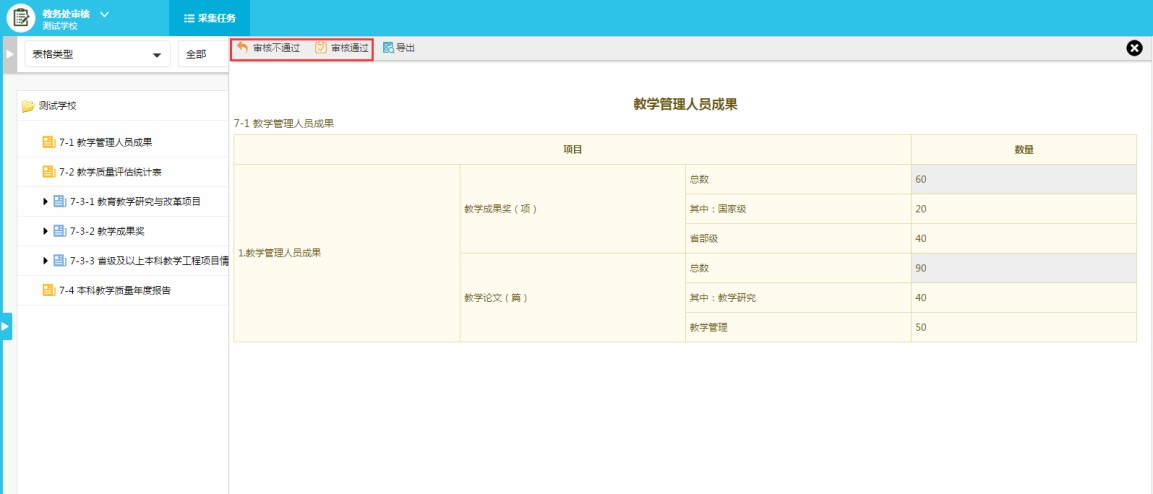 教务处审核
测试学校
采集任务
表格类型
全部
审核不通过 审核通过 导出
测试学校
7-1 教学管理人员成果
7-2 教学质量评估统计表
7-3-1 教育教学研究与改革项目
7-3-2 教学成果奖
7-3-3 省级及以上本科教学工程项目情
7-4 本科教学质量年度报告
教学管理人员成果
7-1 教学管理人员成果
项目 数量
1.教学管理人员成果
教学成果奖（项）
总数 60
其中：国家级 20
省部级 40
教学论文（篇）
总数 90
其中：教学研究 40
教学管理 50